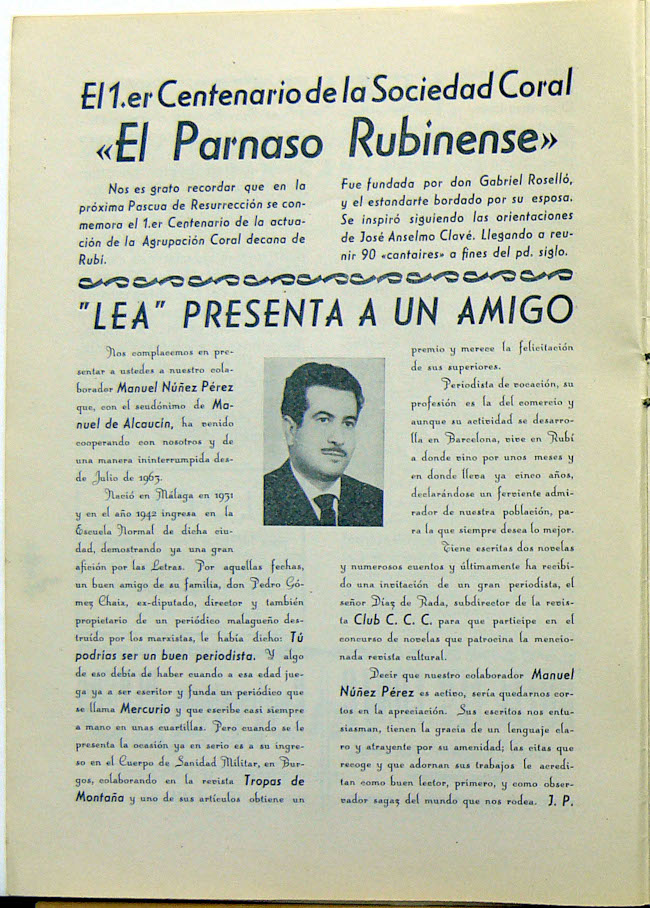 El 1.er Centenario de la Sociedad Coral
«El Parnaso Rubinense»
Nos es grato recordar que en la
próxima Pascua de Resurrección se con-
memora el 1.er Centenario de la actua-
ción de la Agrupación Coral decana de
Rubí.
Fue fundada por don Gabriel Roselló,
y el estandarte bordado por su esposa.
Se inspiró siguiendo las orientaciones
de José Anselmo Clavé. Llegando a reu-
nir 90 «cantaires» a fines del pd. siglo.
"LEA" PRESENTA A UN AMIGO
Nos complacemos en pre-
sentar a ustedes a nuestro cola-
borador Manuel Núñez Pérez
que, con el seudónimo de Ma-
nuel de Alcaucín, ha venido
cooperando con nosotros y de
una manera ininterrumpida des-
de Julio de 1963.
Nació en Málaga en 1931
y en el año 1942 ingresa en la
Escuela Normal de dicha ciu-
dad, demostrando ya una gran
afición por las Letras. Por aquellas fechas,
un buen amigo de su familia, don Pedro Gó-
mez Chaix, ex-diputado, director y también
propietario de un periódico malagueño des-
truído por los marxistas, le había dicho: Tú
podrías ser un buen periodista. Y algo
de eso debía de haber cuando a esa edad jue-
ga ya a ser escritor y funda un periódico que
se llama Mercurio y que escribe casi siempre
a mano en unas cuartillas. Pero cuando se le
presenta la ocasión ya en serio es a su ingre-
so en el Cuerpo de Sanidad Militar, en Bur-
gos, colaborando en la revista Tropas de
Montaña y uno de sus artículos obtiene un
premio y merece la felicitación
de sus superiores.
Periodista de vocación, su
profesión es la del comercio y
aunque su actividad se desarro-
lla en Barcelona, vive en Rubí
a donde vino por unos meses y
en donde lleva ya cinco años,
declarándose un ferviente admi-
rador de nuestra población, pa-
ra la que siempre desea lo mejor.
Tiene escritas dos novelas
y numerosos cuentos y últimamente ha recibi-
do una invitación de un gran periodista, el
señor Díaz de Rada, subdirector de la revis-
ta Club C. C. C. para que participe en el
concurso de novelas que patrocina la mencio-
nada revista cultural.
Decir que nuestro colaborador Manuel
Núñez Pérez es activo, sería quedarnos cor-
tos en la apreciación. Sus escritos nos entu-
siasman, tienen la gracia de un lenguaje cla-
ro y atrayente por su amenidad; las citas que
recoge y que adornan sus trabajos le acredi-
tan como buen lector, primero, y como obser-
vador sagaz del mundo que nos rodea. J. P.